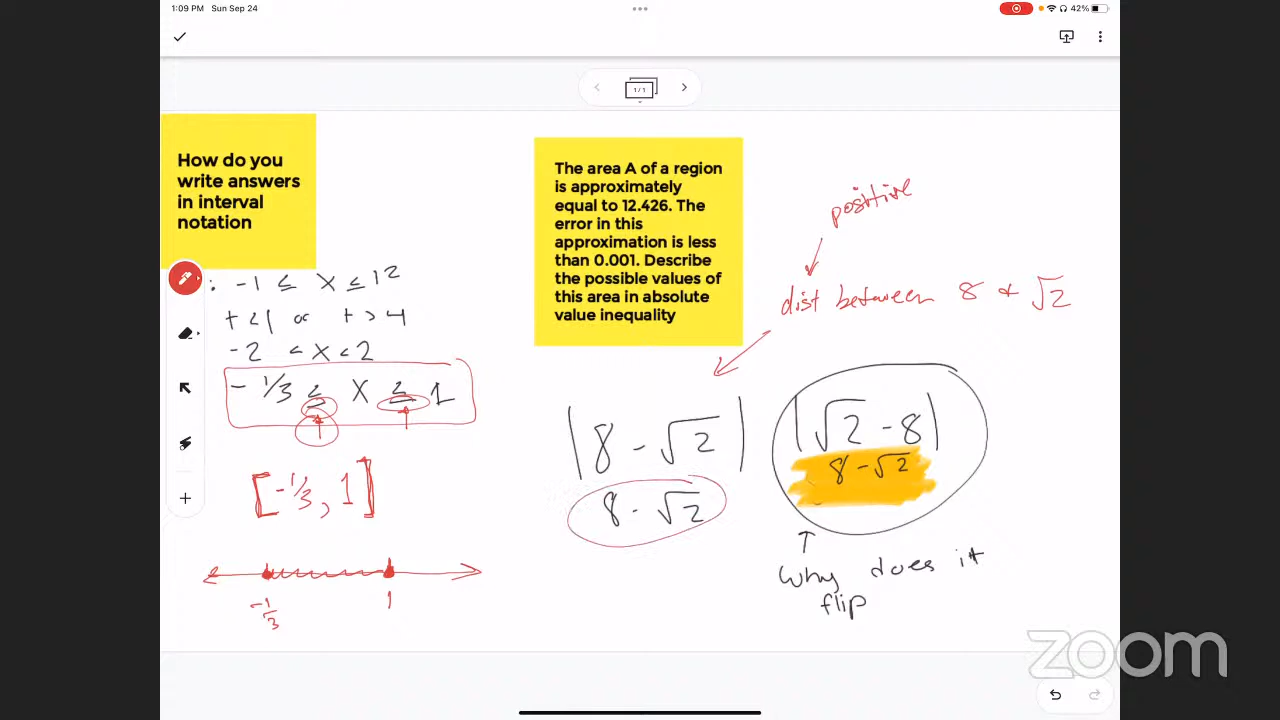 1:09 PM Sun Sep 24
42%
1/1
How do you
write answers
in interval
notation
: -1 ≤ x ≤ 12
t < 1 or t > 4
-2 < x < 2
- 1/3 ≤ x ≤ 1
[-1/3, 1]
-1/3 1
The area A of a region
is approximately
equal to 12.426. The
error in this
approximation is less
than 0.001. Describe
the possible values of
this area in absolute
value inequality
positive
dist between 8 & √2
|8 - √2|
8 - √2
|√2 - 8|
8 - √2
Why does it
flip
zoom